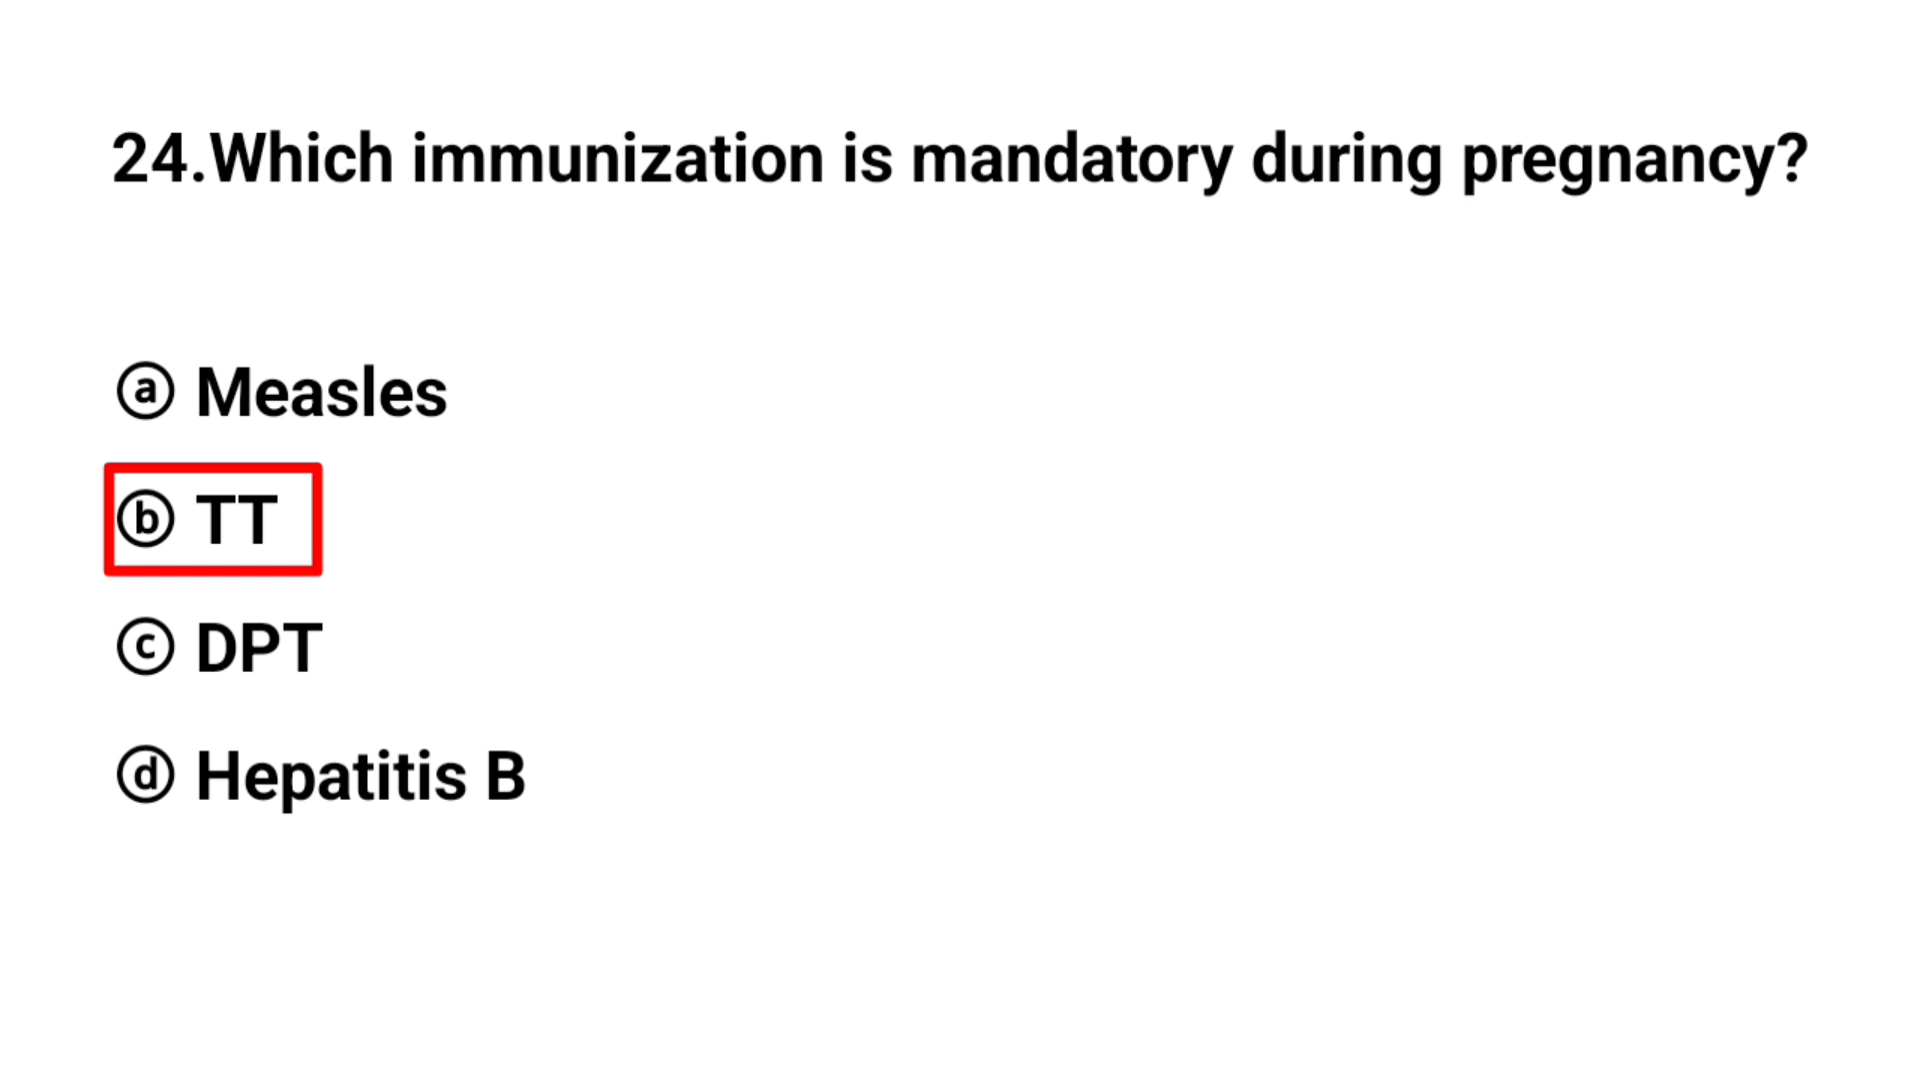 24.Which immunization is mandatory during pregnancy?
ⓐ Measles
ⓑ TT
ⓒ DPT
ⓓ Hepatitis B